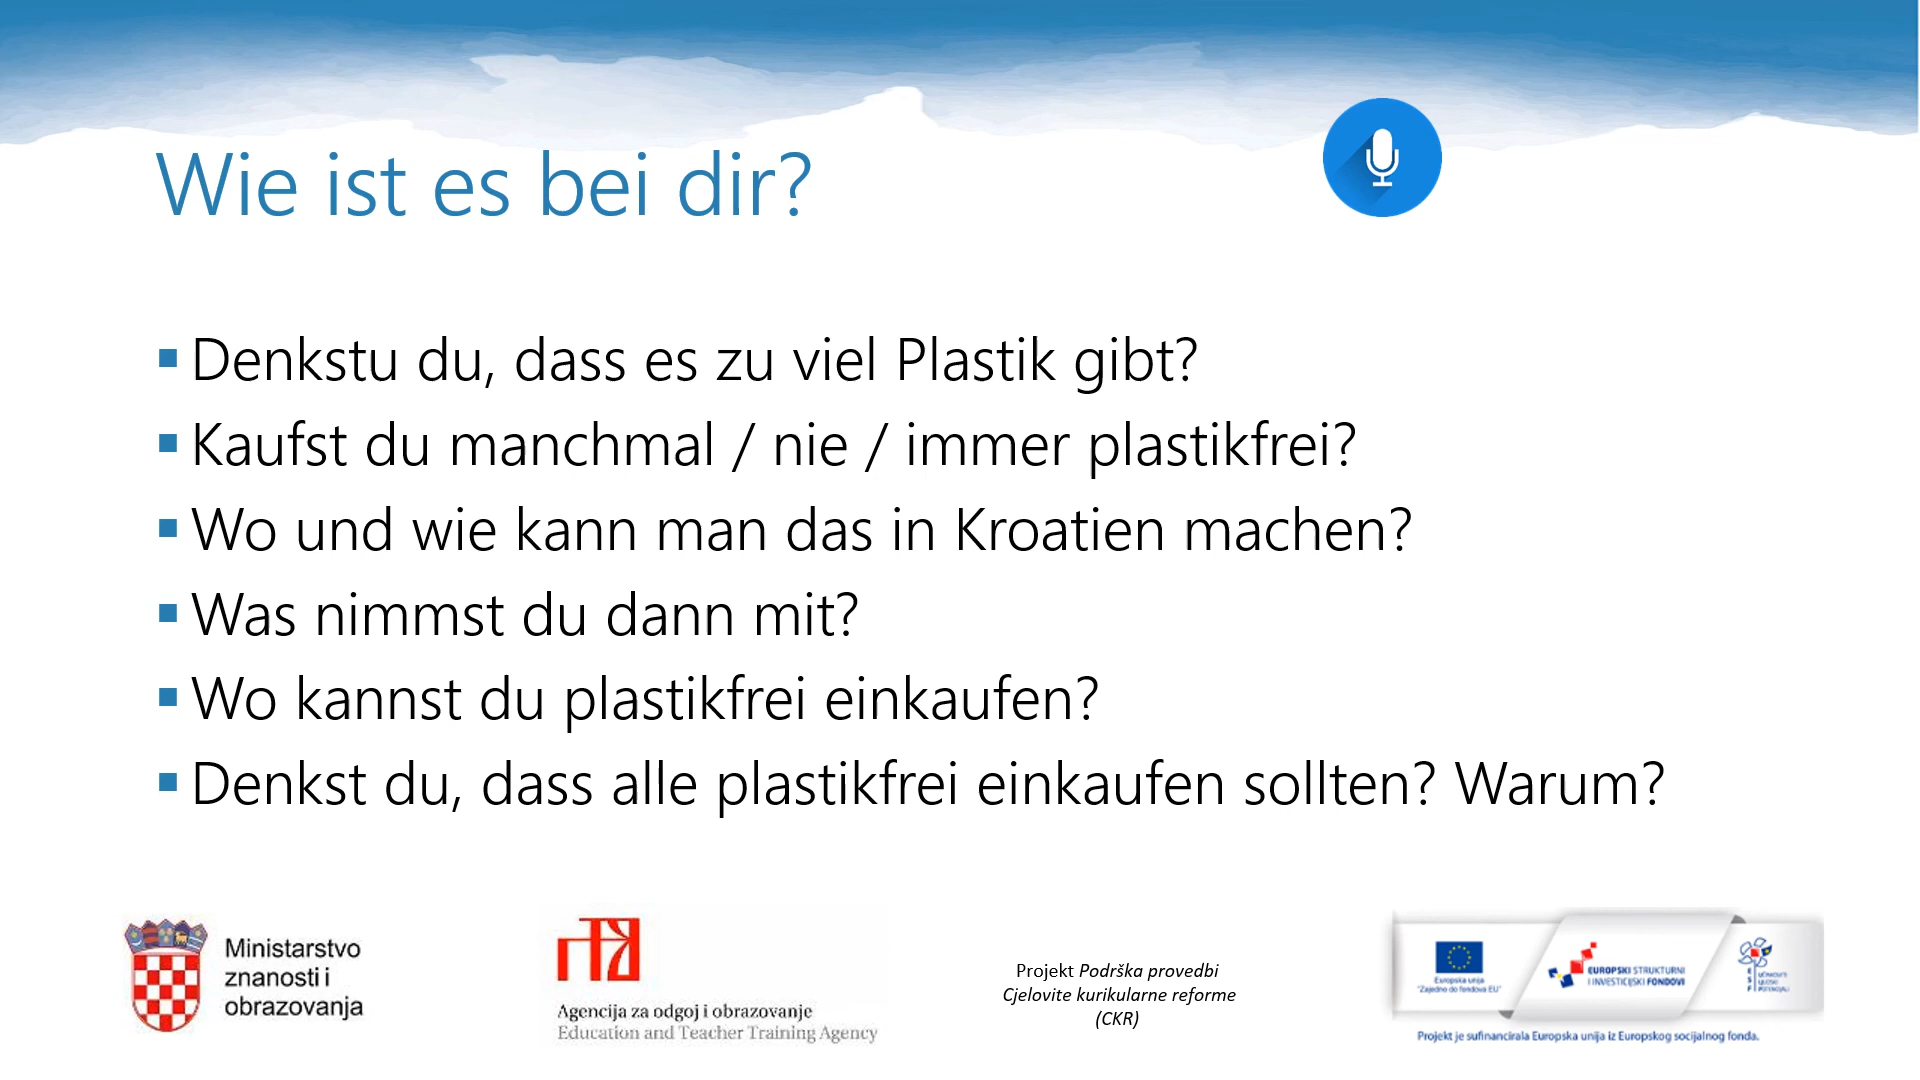 Wie ist es bei dir?
Denkstu du, dass es zu viel Plastik gibt?
Kaufst du manchmal / nie / immer plastikfrei?
Wo und wie kann man das in Kroatien machen?
Was nimmst du dann mit?
Wo kannst du plastikfrei einkaufen?
Denkst du, dass alle plastikfrei einkaufen sollten? Warum?
Ministarstvo
znanosti i
obrazovanja
Agencija za odgoj i obrazovanje
Education and Teacher Training Agency
Projekt Podrška provedbi
Cjelovite kurikularne reforme
(CKR)
Europska unija
"Zajedno do fondova EU"
EUROPSKI STRUKTURNI
I INVESTICIJSKI FONDOVI
Projekt je sufinancirala Europska unija iz Europskog socijalnog fonda.